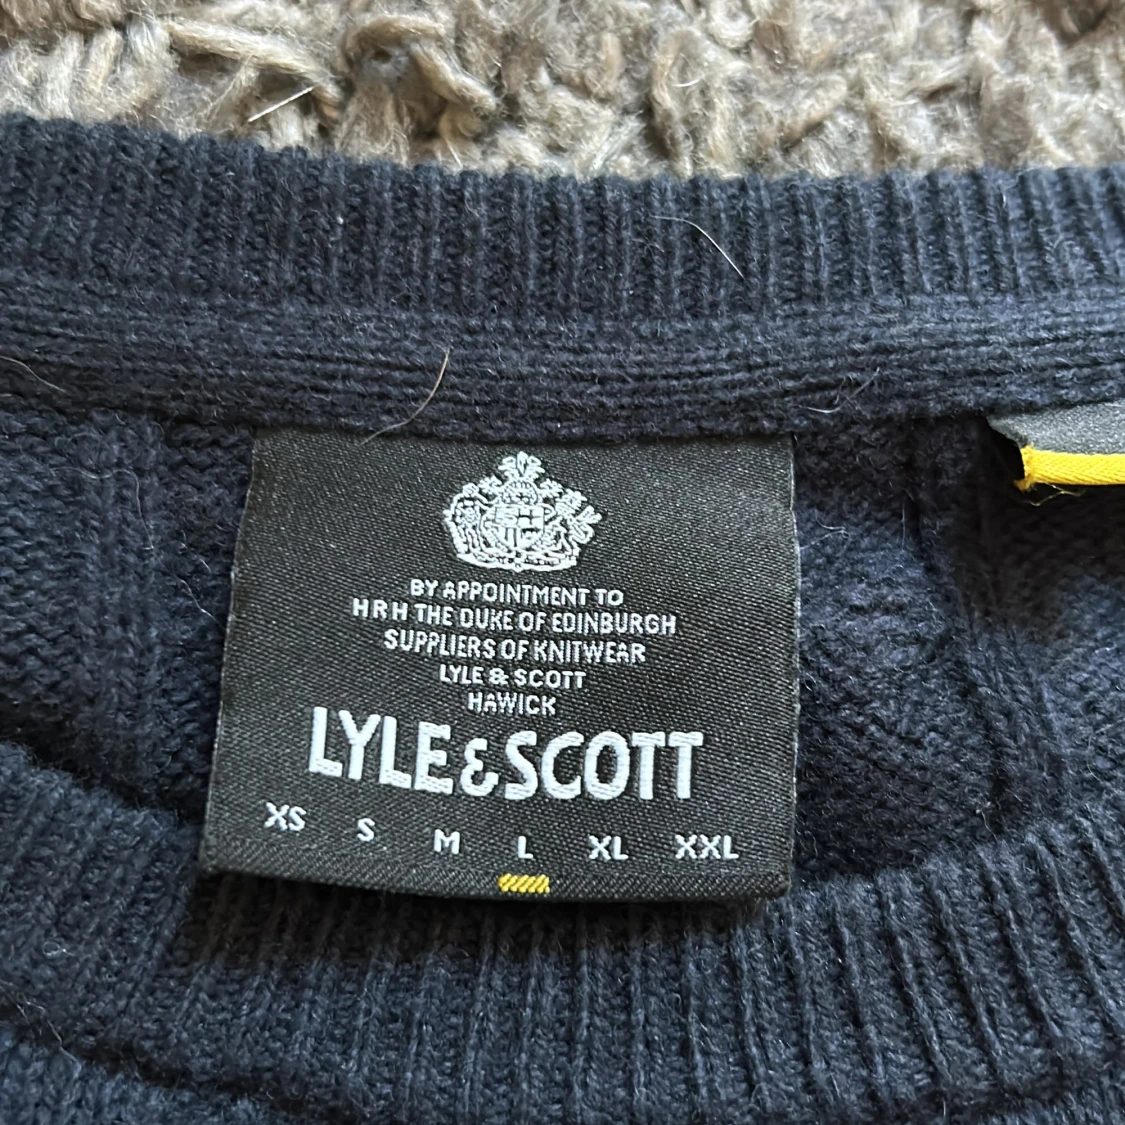 BY APPOINTMENT TO
HRH THE DUKE OF EDINBURGH
SUPPLIERS OF KNITWEAR
LYLE & SCOTT
HAWICK
LYLE & SCOTT
XS S M L XL XXL